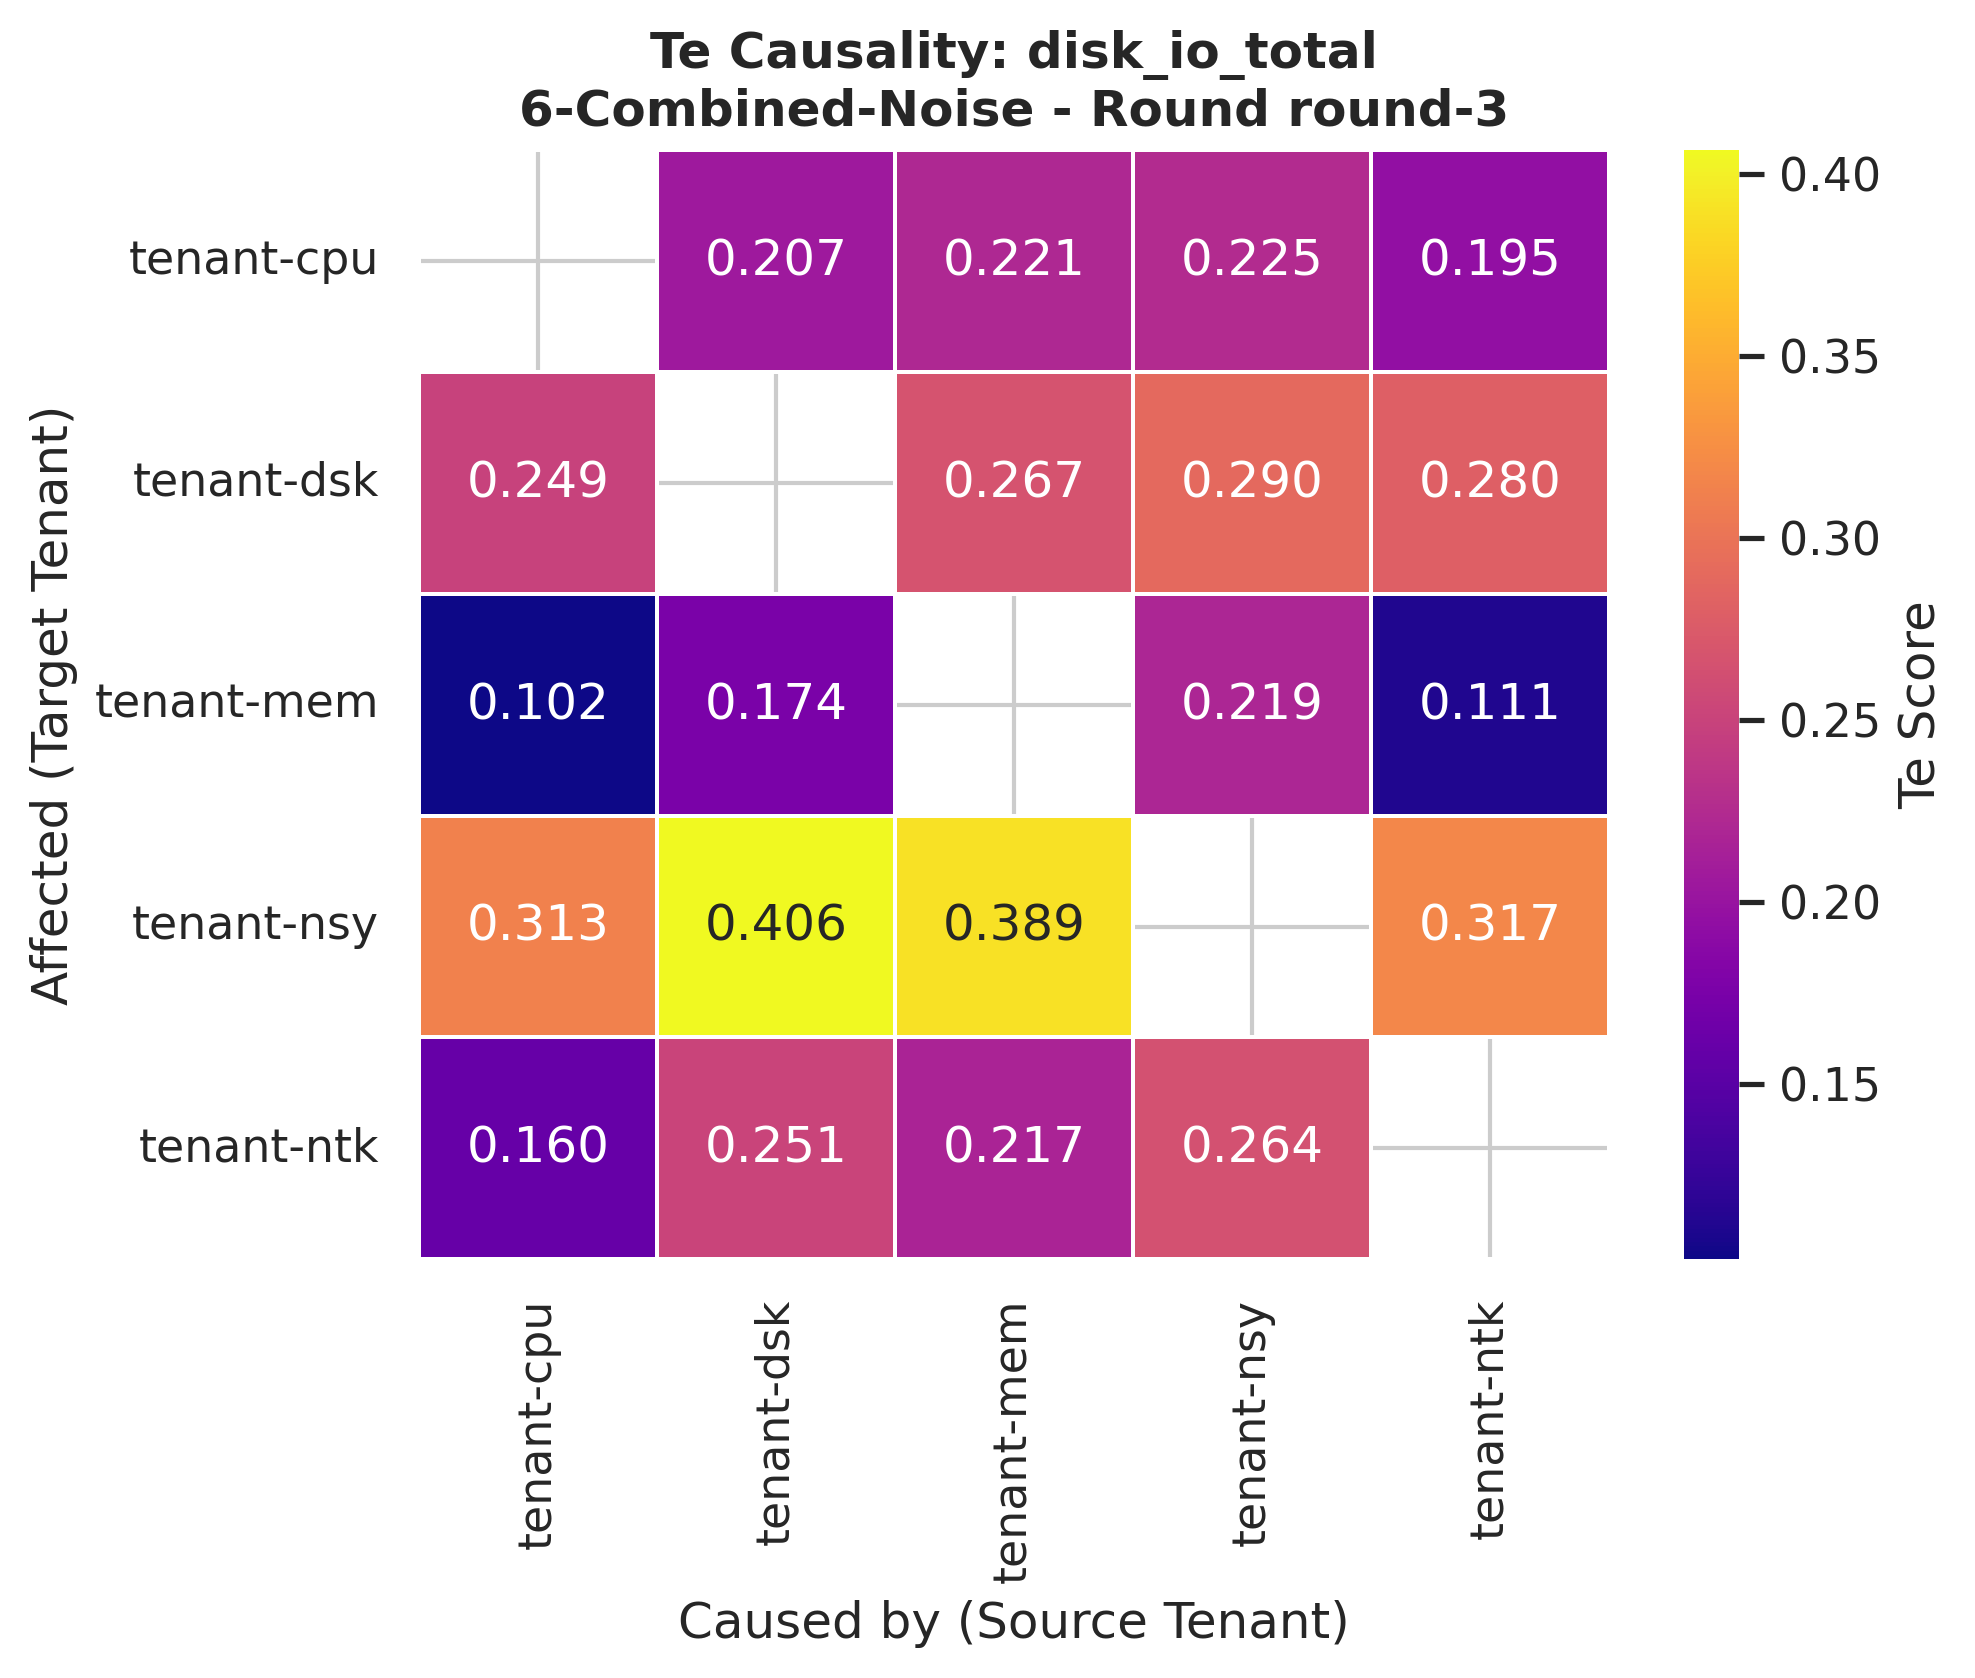 Te Causality: disk_io_total
6-Combined-Noise - Round round-3
Affected (Target Tenant)
tenant-cpu 0.207 0.221 0.225 0.195
tenant-dsk 0.249 0.267 0.290 0.280
tenant-mem 0.102 0.174 0.219 0.111
tenant-nsy 0.313 0.406 0.389 0.317
tenant-ntk 0.160 0.251 0.217 0.264
tenant-cpu
tenant-dsk
tenant-mem
tenant-nsy
tenant-ntk
Caused by (Source Tenant)
0.40
0.35
0.30
0.25
0.20
0.15
Te Score